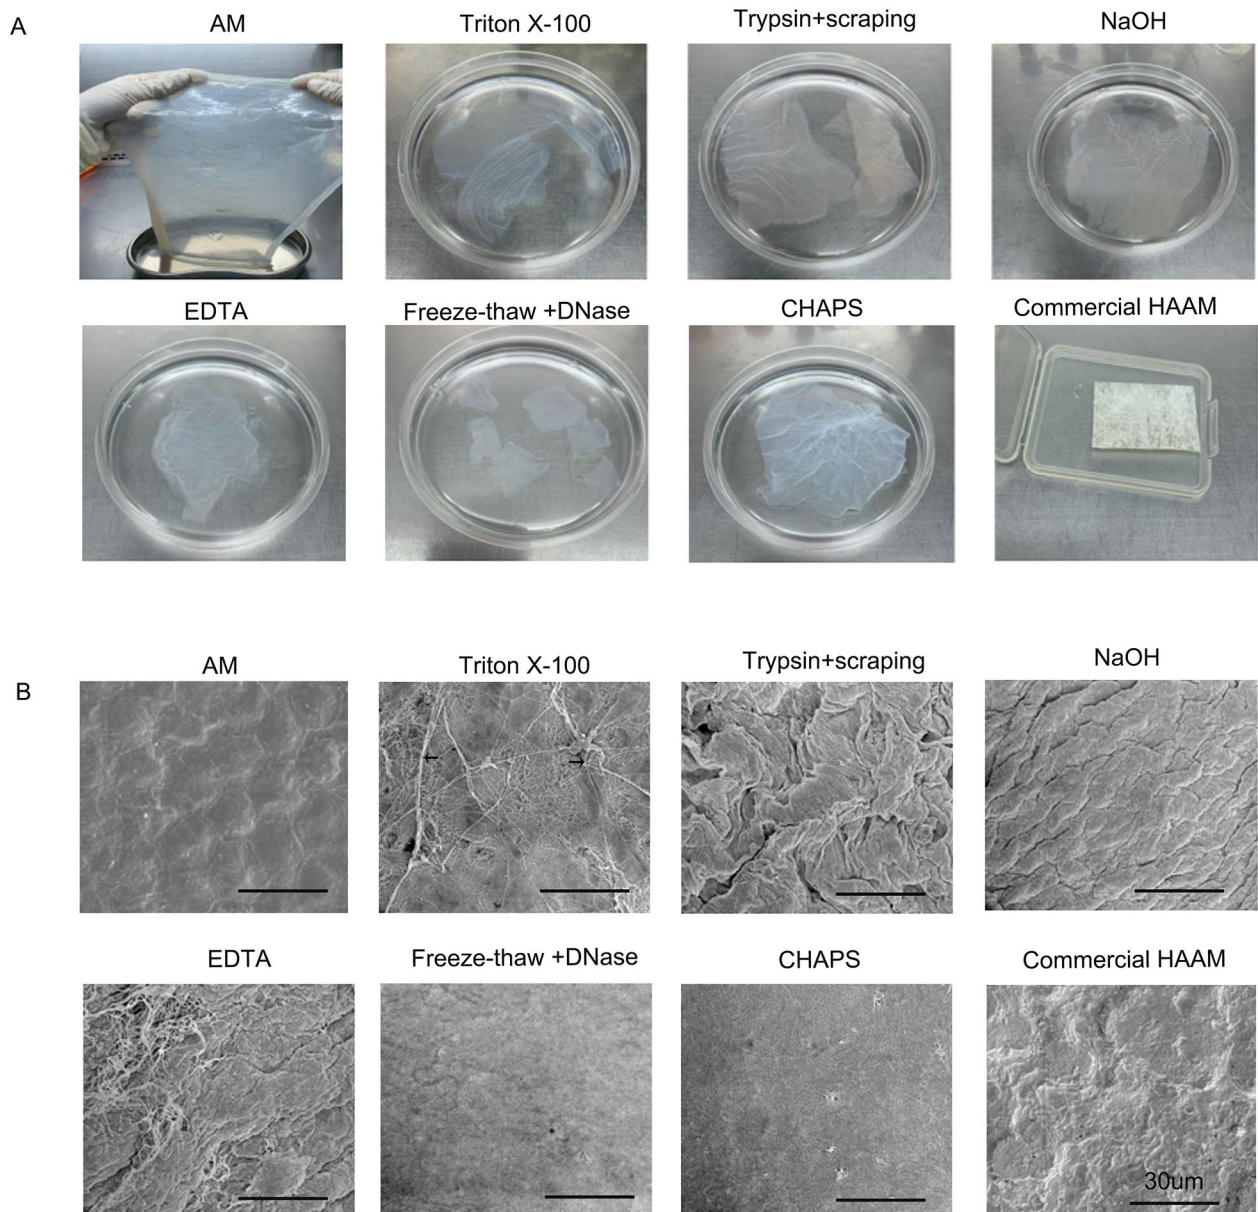 A
AM
Triton X-100
Trypsin+scraping
NaOH
EDTA
Freeze-thaw +DNase
CHAPS
Commercial HAAM
B
AM
Triton X-100
Trypsin+scraping
NaOH
EDTA
Freeze-thaw +DNase
CHAPS
Commercial HAAM
30um